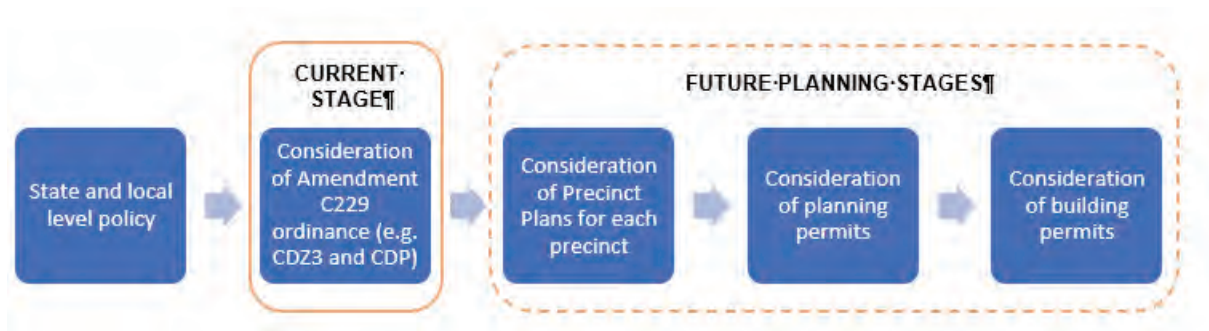 CURRENT·
STAGE¶
FUTURE·PLANNING·STAGES¶
State and local
level policy
Consideration
of Amendment
C229
ordinance (e.g.
CDZ3 and CDP)
Consideration
of Precinct
Plans for each
precinct
Consideration
of planning
permits
Consideration
of building
permits